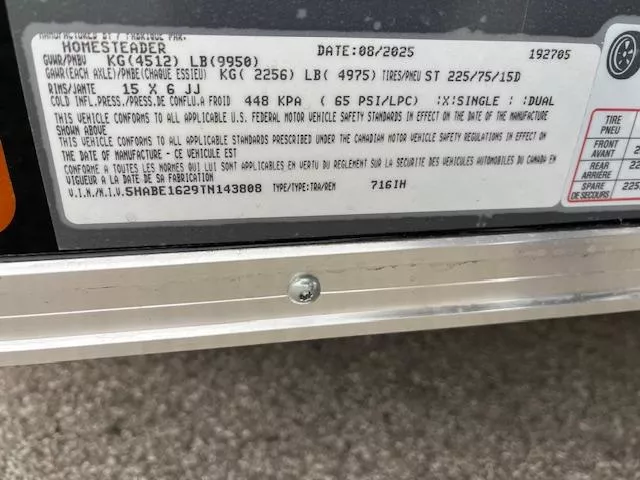 MANUFACTURED BY / FABRIQUE PAR:
HOMESTEADER DATE:08/2025 192705
GVWR/PNBV KG(4512) LB(9950)
GAWR(EACH AXLE)/PNBE(CHAQUE ESSIEU) KG( 2256) LB( 4975) TIRES/PNEU ST 225/75/15D
RIMS/JANTE 15 X 6 JJ
COLD INFL.PRESS./PRESS.DE CONFLU.A FROID 448 KPA ( 65 PSI/LPC) :X:SINGLE : :DUAL
THIS VEHICLE CONFORMS TO ALL APPLICABLE U.S. FEDERAL MOTOR VEHICLE SAFETY STANDARDS IN EFFECT ON THE DATE OF MANUFACTURE
SHOWN ABOVE
THIS VEHICLE CONFORMS TO ALL APPLICABLE STANDARDS PRESCRIBED UNDER THE CANADIAN MOTOR VEHICLE SAFETY REGULATIONS IN EFFECT ON
THE DATE OF MANUFACTURE - CE VEHICULE EST
CONFORME A TOUTES LES NORMES QUI LUI SONT APPLICABLES EN VERTU DU REGLEMENT SUR LA SECURITE DES VEHICULES AUTOMOBILES DU CANADA EN
VIGUEUR A LA DATE DE SA FABRICATION
V.I.N./N.I.V.5HABE1629TN143808 TYPE/TYPE:TRA/REM 716IH
TIRE
PNEU
FRONT
AVANT 2
REAR
ARRIÈRE 22
SPARE
DE SECOURS 225